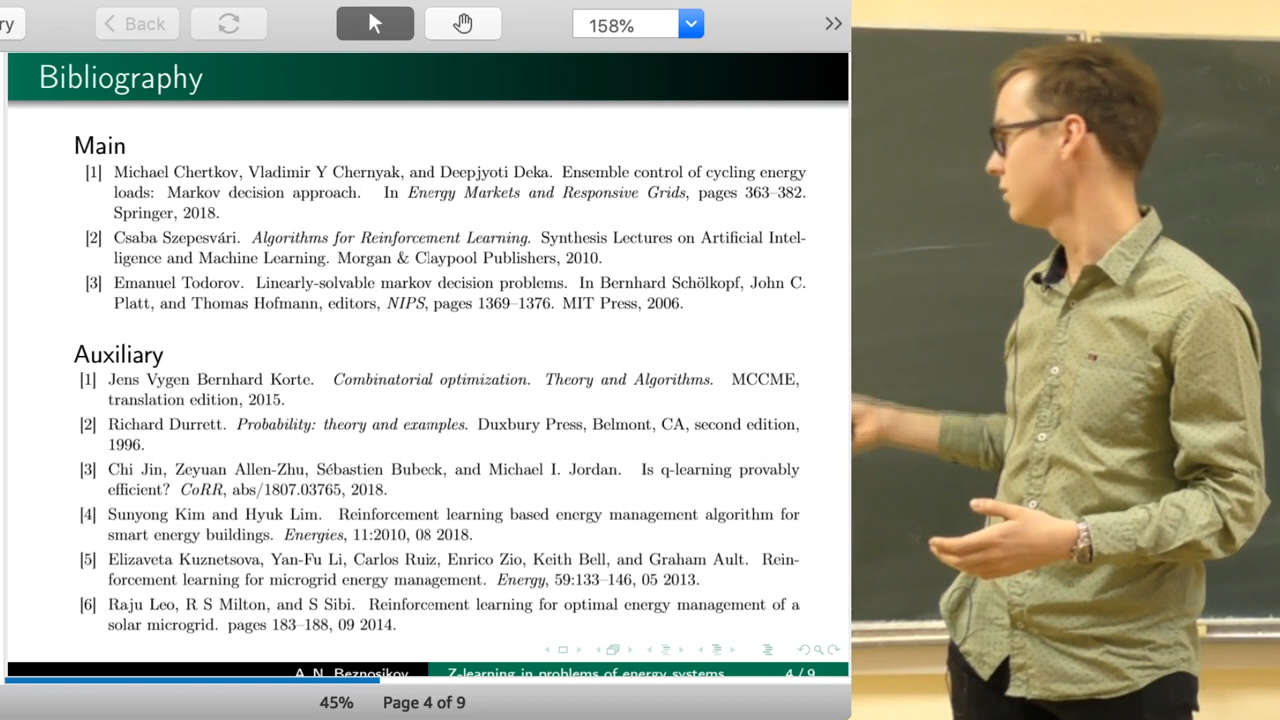 ry
Back
158%
Bibliography
Main
[1] Michael Chertkov, Vladimir Y Chernyak, and Deepjyoti Deka. Ensemble control of cycling energy
loads: Markov decision approach. In Energy Markets and Responsive Grids, pages 363–382.
Springer, 2018.
[2] Csaba Szepesvári. Algorithms for Reinforcement Learning. Synthesis Lectures on Artificial Intel-
ligence and Machine Learning. Morgan & Claypool Publishers, 2010.
[3] Emanuel Todorov. Linearly-solvable markov decision problems. In Bernhard Schölkopf, John C.
Platt, and Thomas Hofmann, editors, NIPS, pages 1369–1376. MIT Press, 2006.
Auxiliary
[1] Jens Vygen Bernhard Korte. Combinatorial optimization. Theory and Algorithms. MCCME,
translation edition, 2015.
[2] Richard Durrett. Probability: theory and examples. Duxbury Press, Belmont, CA, second edition,
1996.
[3] Chi Jin, Zeyuan Allen-Zhu, Sébastien Bubeck, and Michael I. Jordan. Is q-learning provably
efficient? CoRR, abs/1807.03765, 2018.
[4] Sunyong Kim and Hyuk Lim. Reinforcement learning based energy management algorithm for
smart energy buildings. Energies, 11:2010, 08 2018.
[5] Elizaveta Kuznetsova, Yan-Fu Li, Carlos Ruiz, Enrico Zio, Keith Bell, and Graham Ault. Rein-
forcement learning for microgrid energy management. Energy, 59:133–146, 05 2013.
[6] Raju Leo, R S Milton, and S Sibi. Reinforcement learning for optimal energy management of a
solar microgrid. pages 183–188, 09 2014.
A. N. Beznosikov Z-learning in problems of energy systems 4 / 9
45% Page 4 of 9